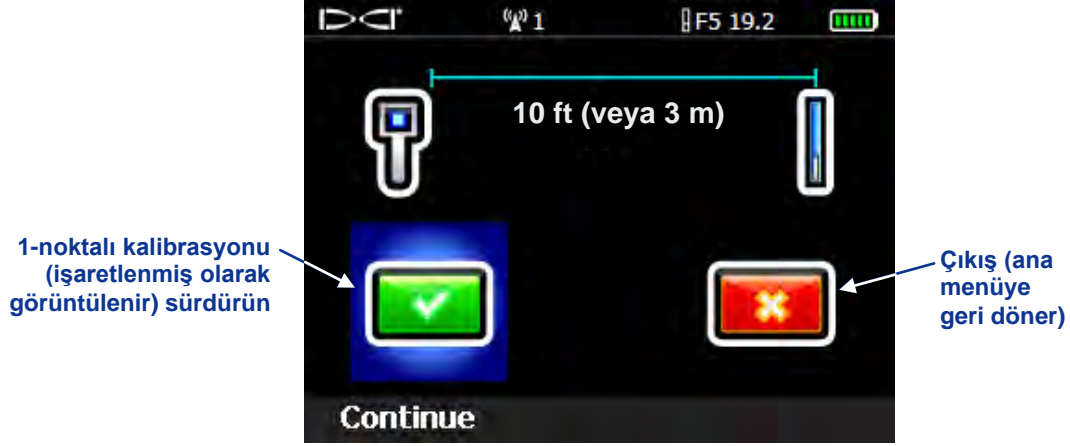 DCI 1 F5 19.2
10 ft (veya 3 m)
1-noktalı kalibrasyonu
(işaretlenmiş olarak
görüntülenir) sürdürün
Çıkış (ana
menüye
geri döner)
Continue